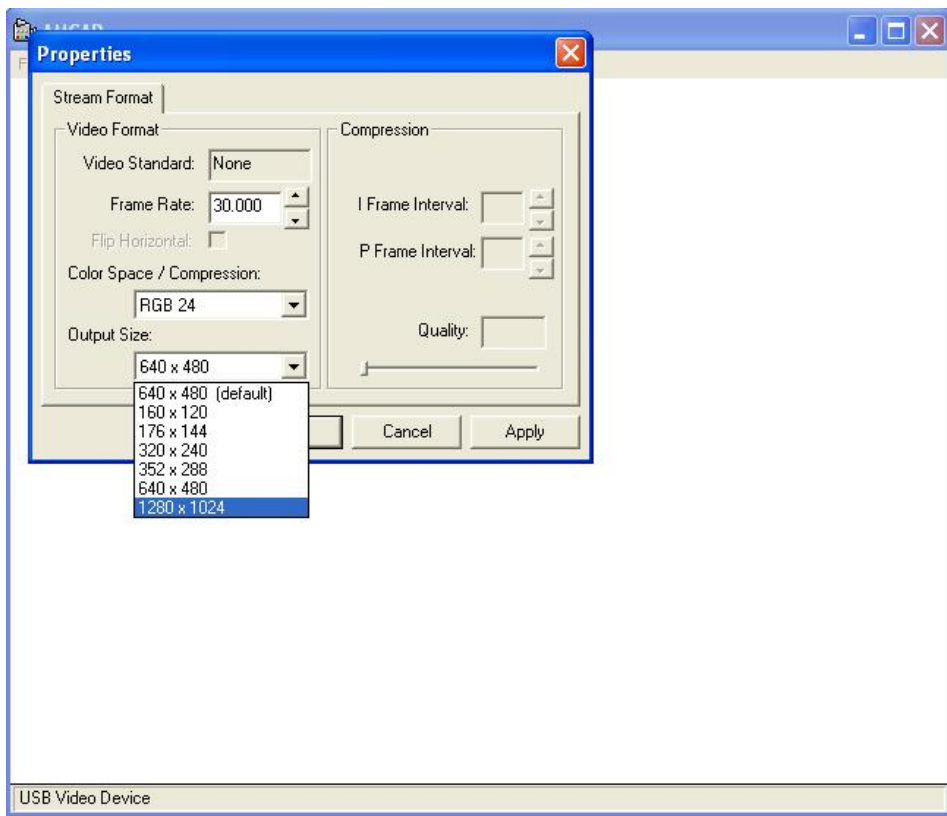 Properties
Stream Format
Video Format
Video Standard: None
Frame Rate: 30.000
Flip Horizontal:
Color Space / Compression:
RGB 24
Output Size:
640 x 480
640 x 480 (default)
160 x 120
176 x 144
320 x 240
352 x 288
640 x 480
1280 x 1024
Compression
I Frame Interval:
P Frame Interval:
Quality:
Cancel
Apply
USB Video Device